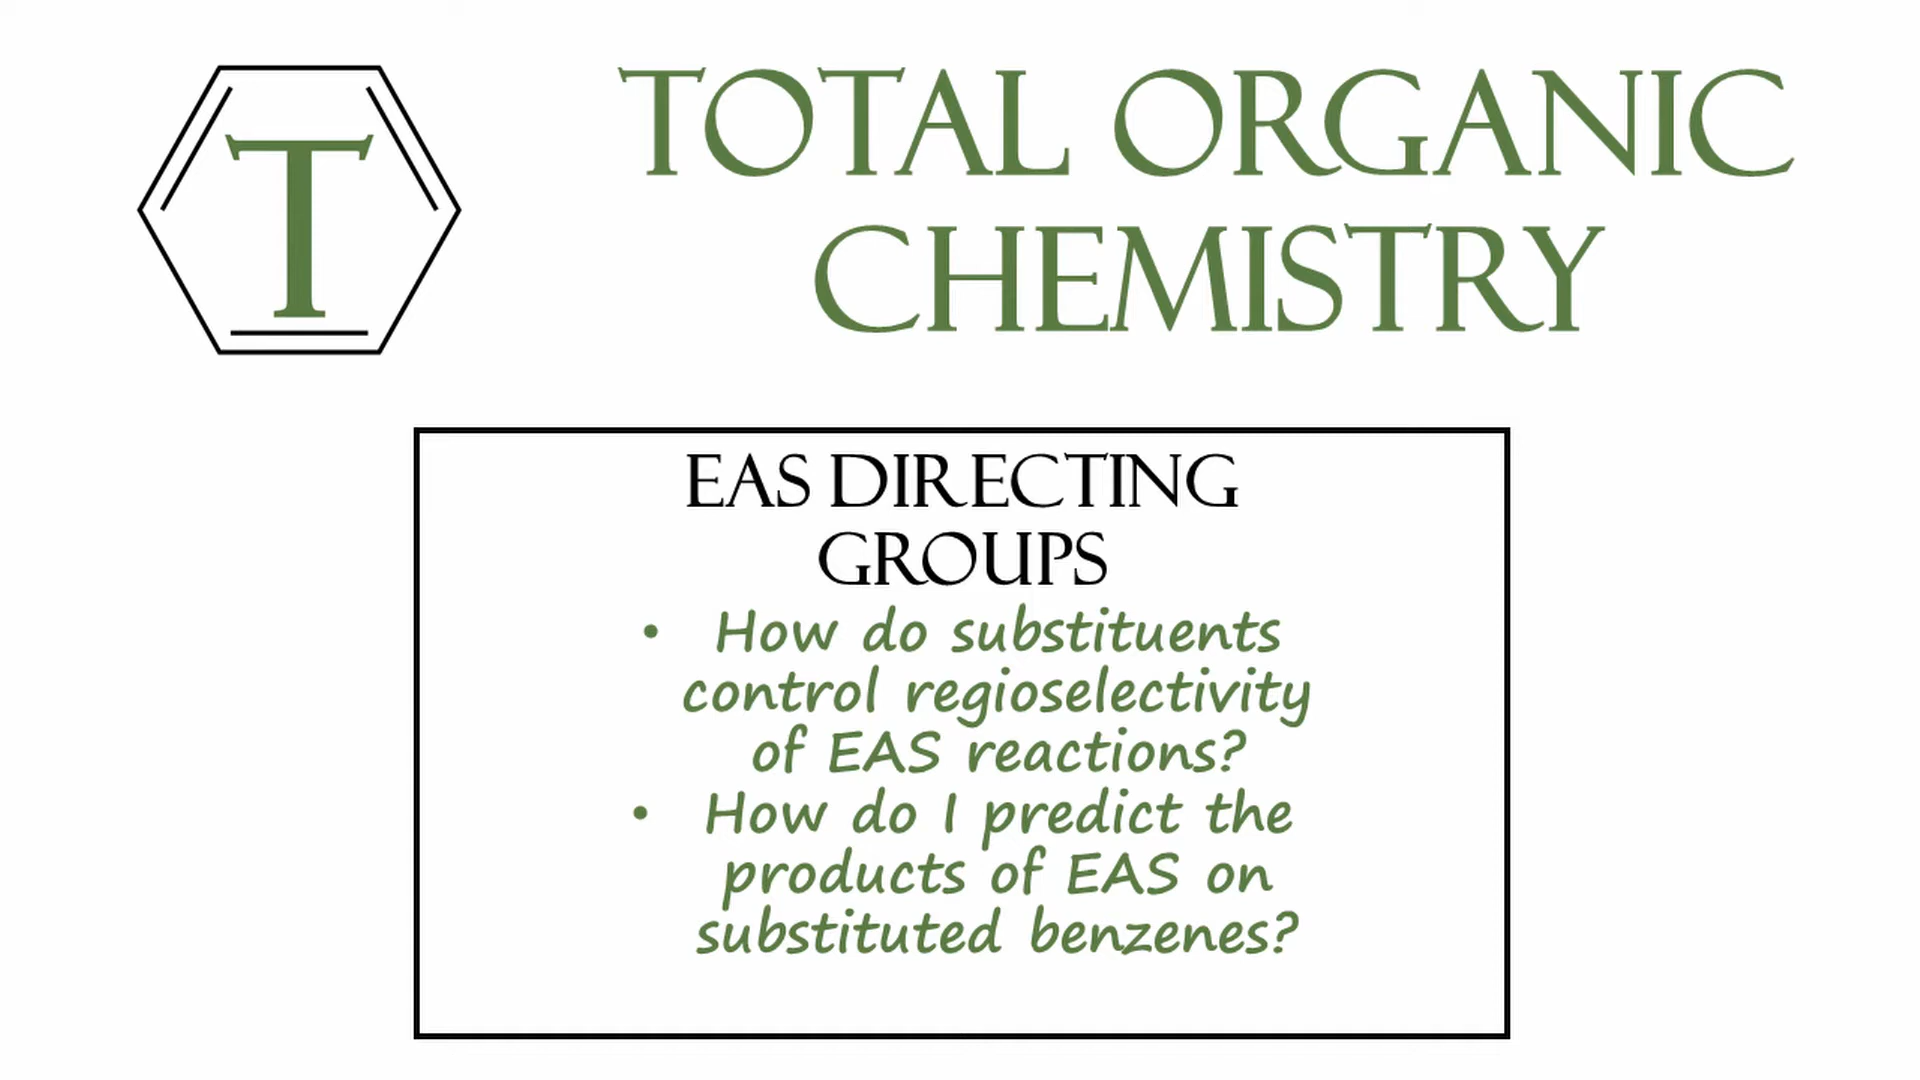 T
TOTAL ORGANIC
CHEMISTRY
EAS DIRECTING
GROUPS
• How do substituents
control regioselectivity
of EAS reactions?
• How do I predict the
products of EAS on
substituted benzenes?